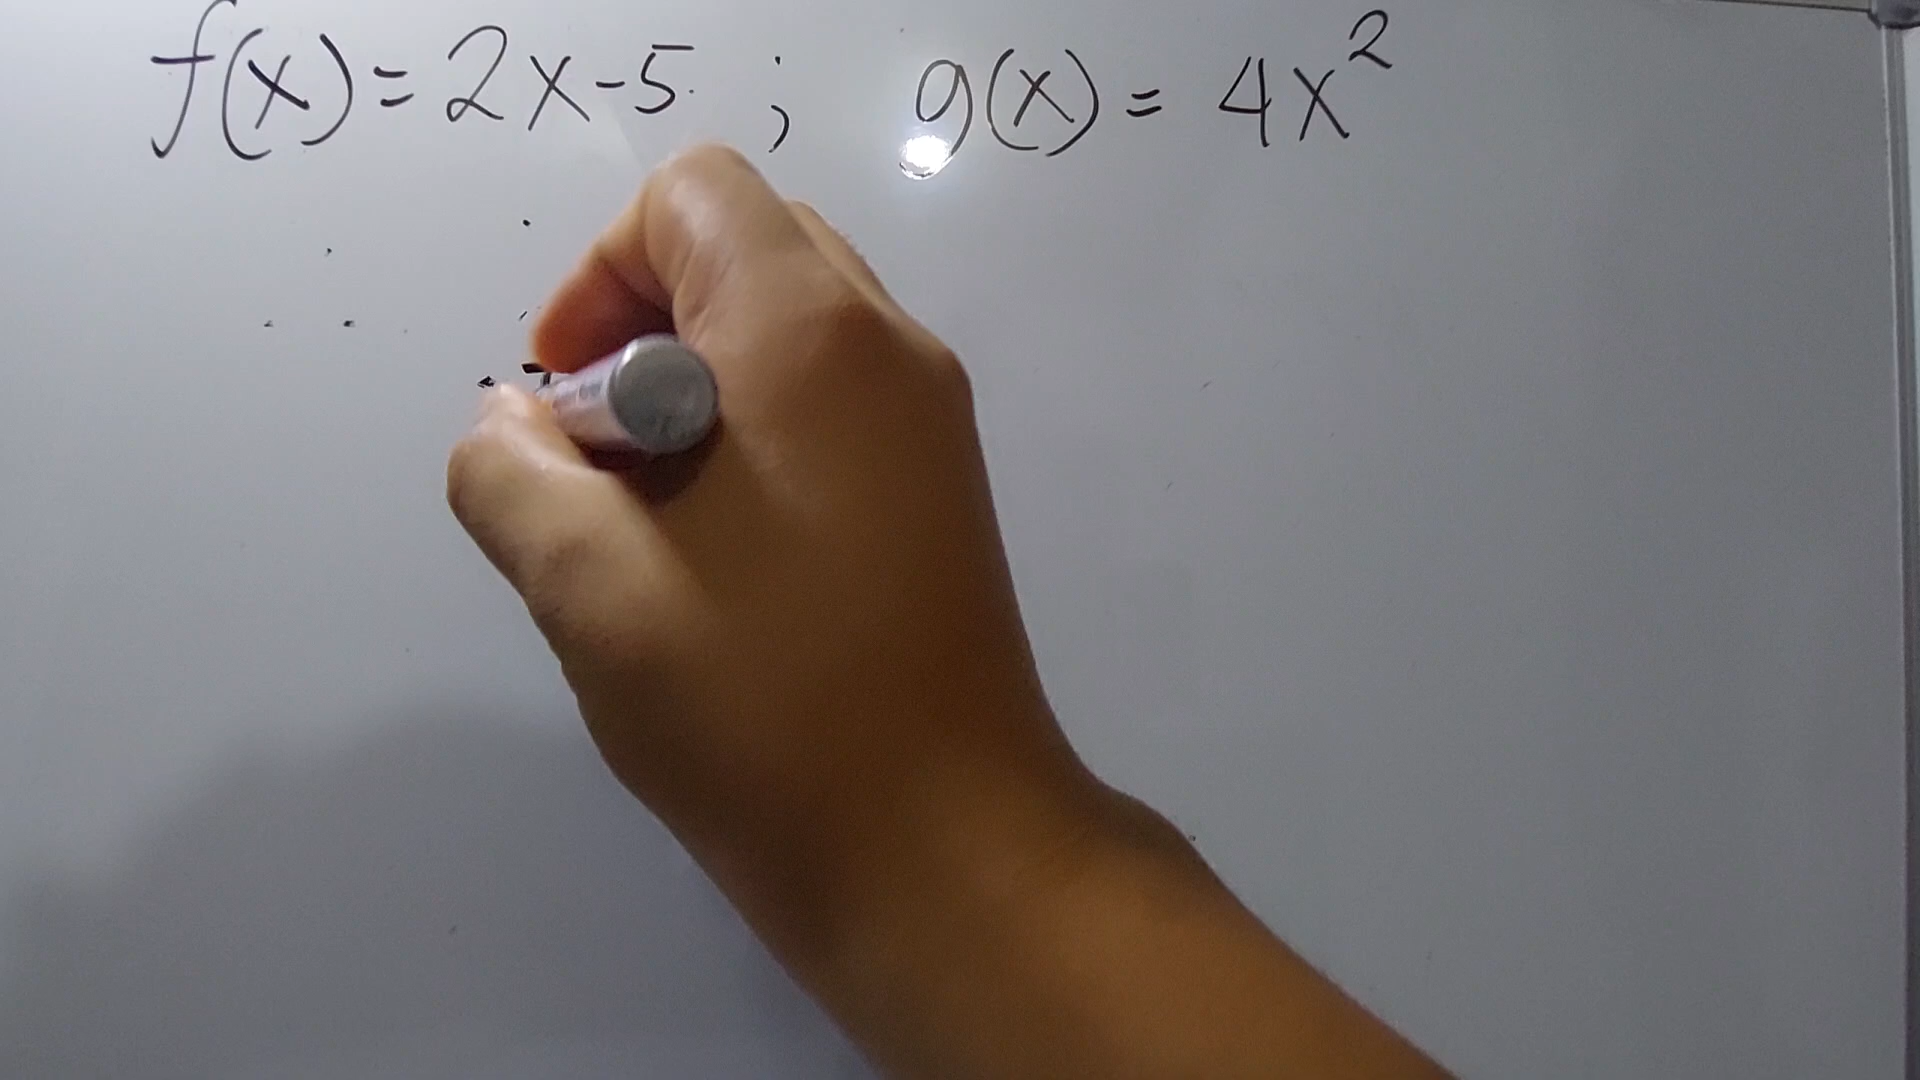 f(x) = 2x-5 ; g(x) = 4x²